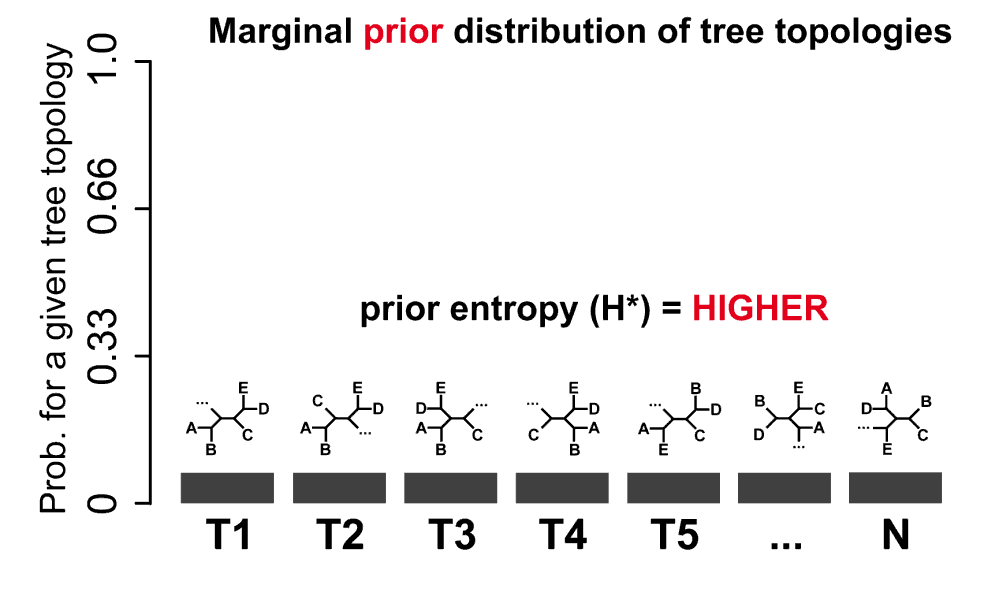 Marginal prior distribution of tree topologies
Prob. for a given tree topology
1.0
0.66
0.33
0
prior entropy (H*) = HIGHER
... E D A B C
C E D A B ...
E D ... A B C
... E D C A B
... B D A E C
B E C D A ...
A D B ... E C
T1 T2 T3 T4 T5 ... N